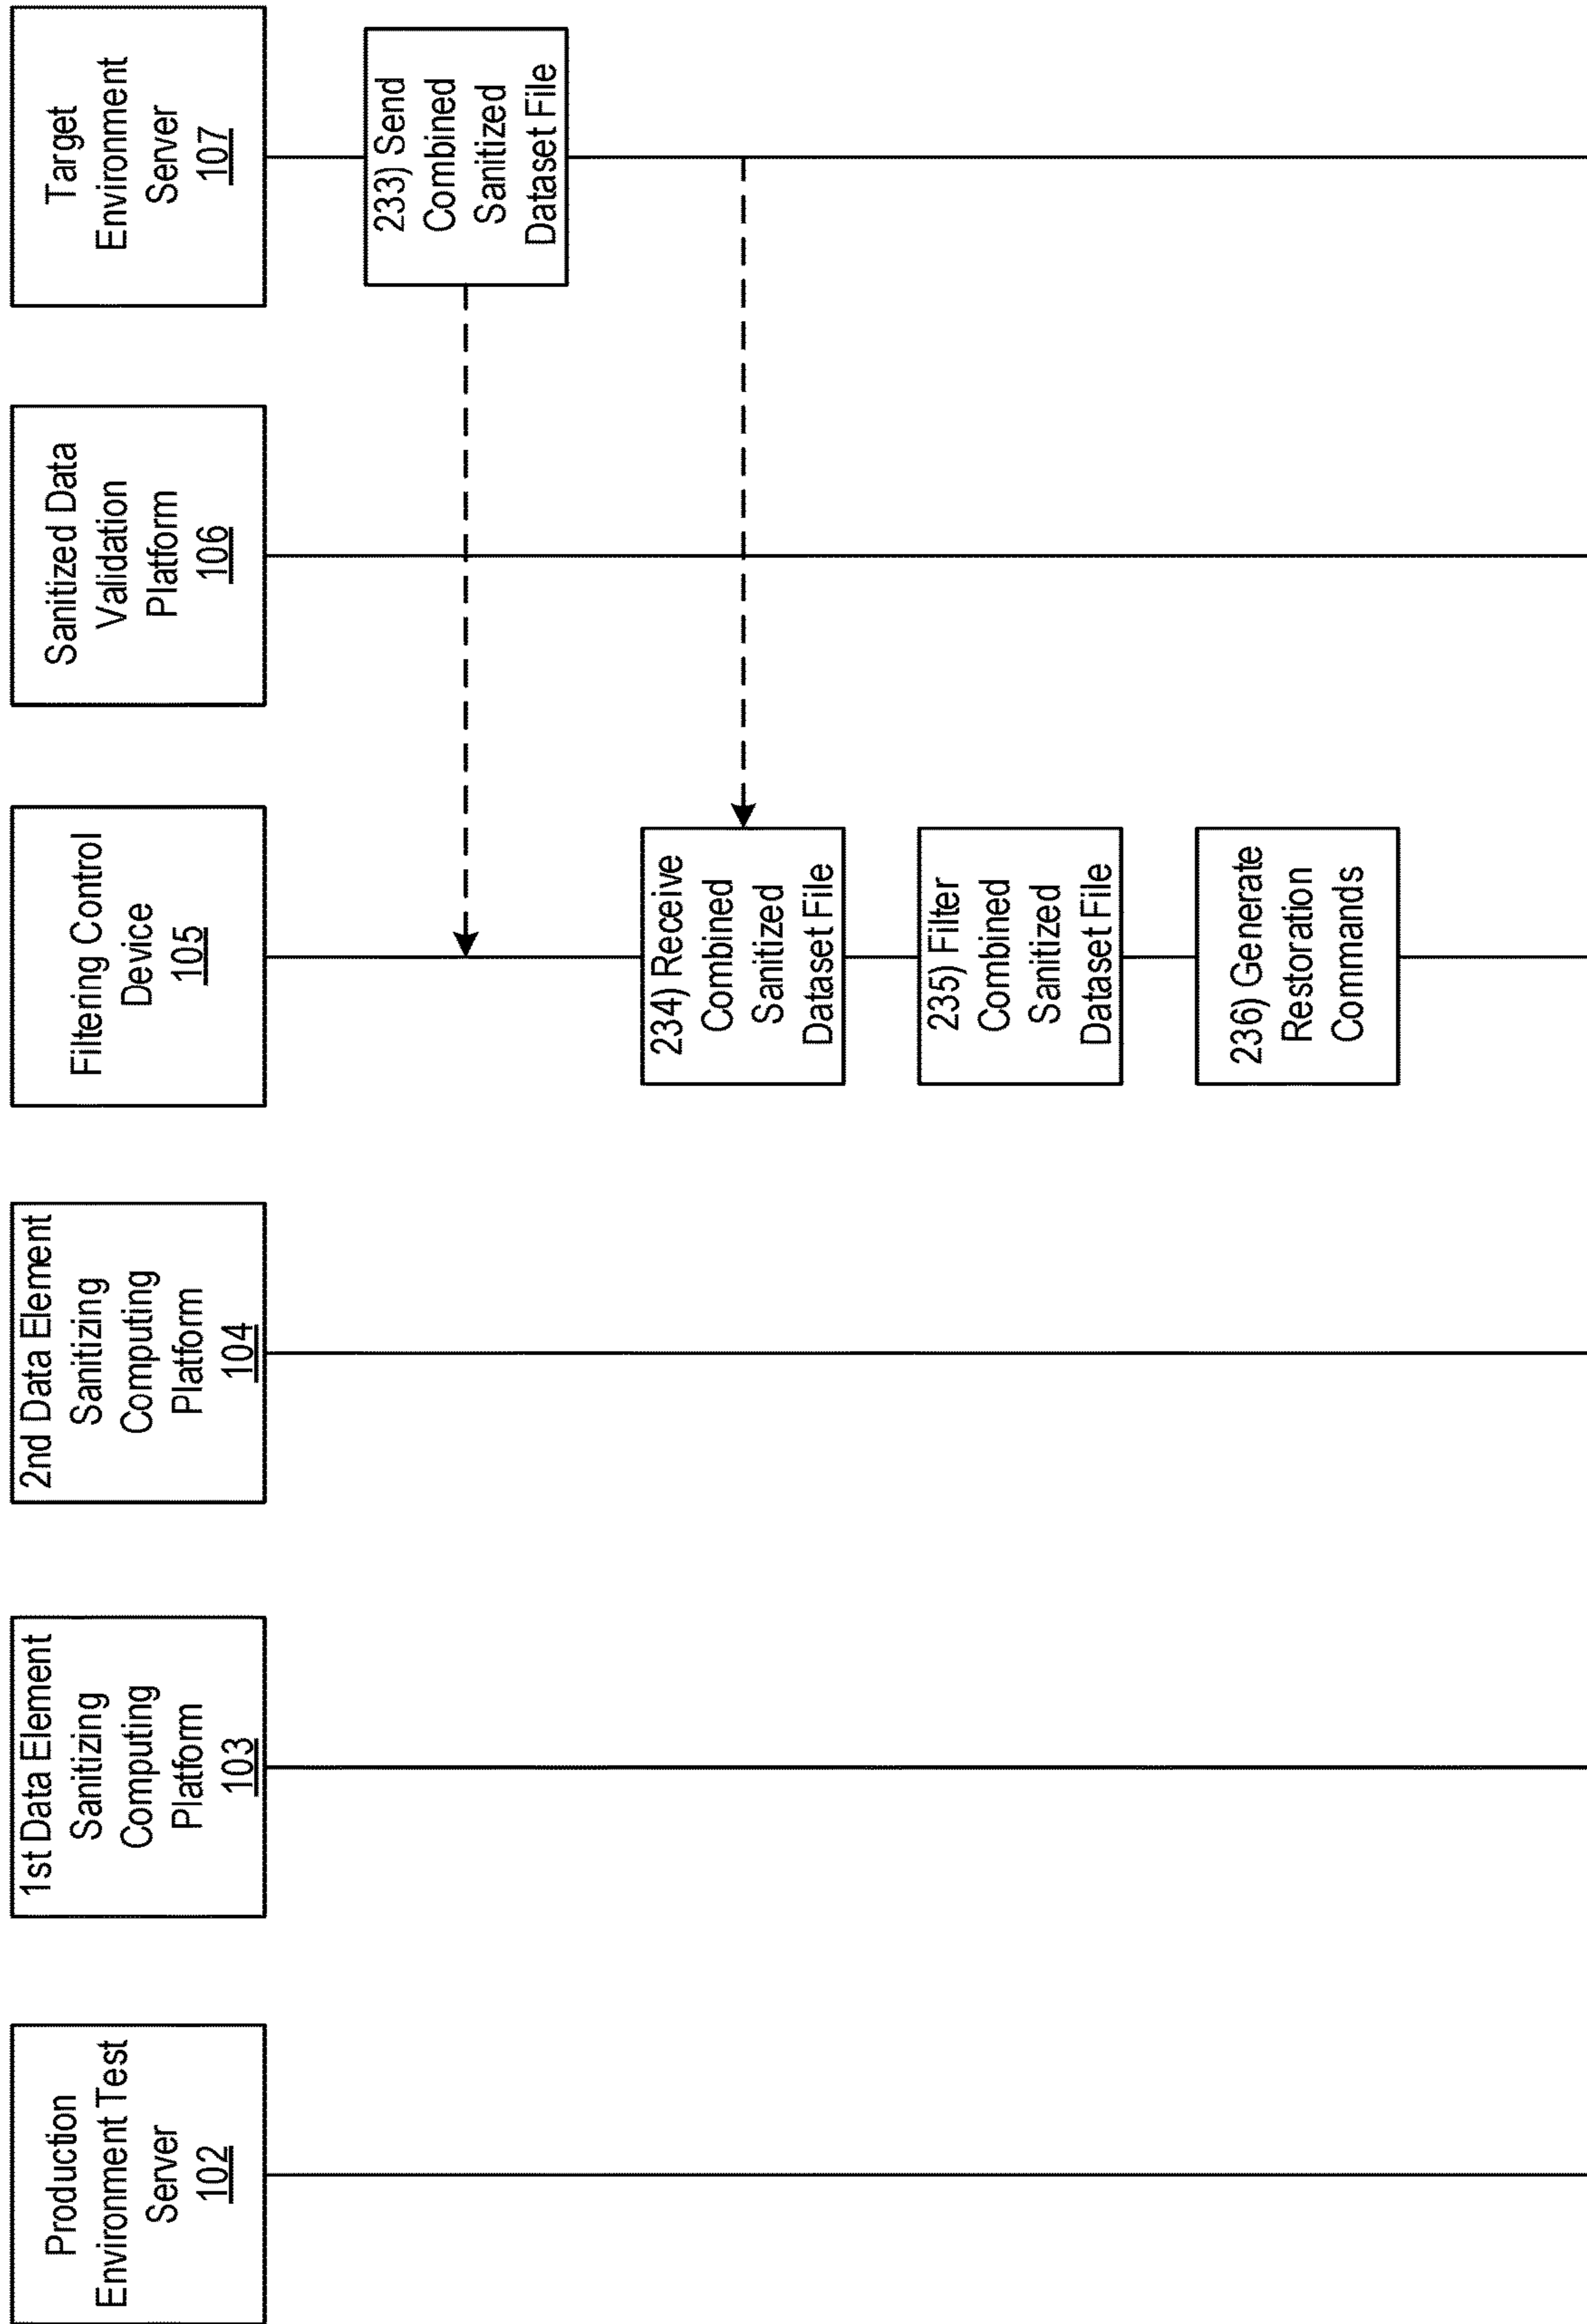 Production
Environment Test
Server
102
1st Data Element
Sanitizing
Computing
Platform
103
2nd Data Element
Sanitizing
Computing
Platform
104
Filtering Control
Device
105
Sanitized Data
Validation
Platform
106
Target
Environment
Server
107
233) Send
Combined
Sanitized
Dataset File
234) Receive
Combined
Sanitized
Dataset File
235) Filter
Combined
Sanitized
Dataset File
236) Generate
Restoration
Commands